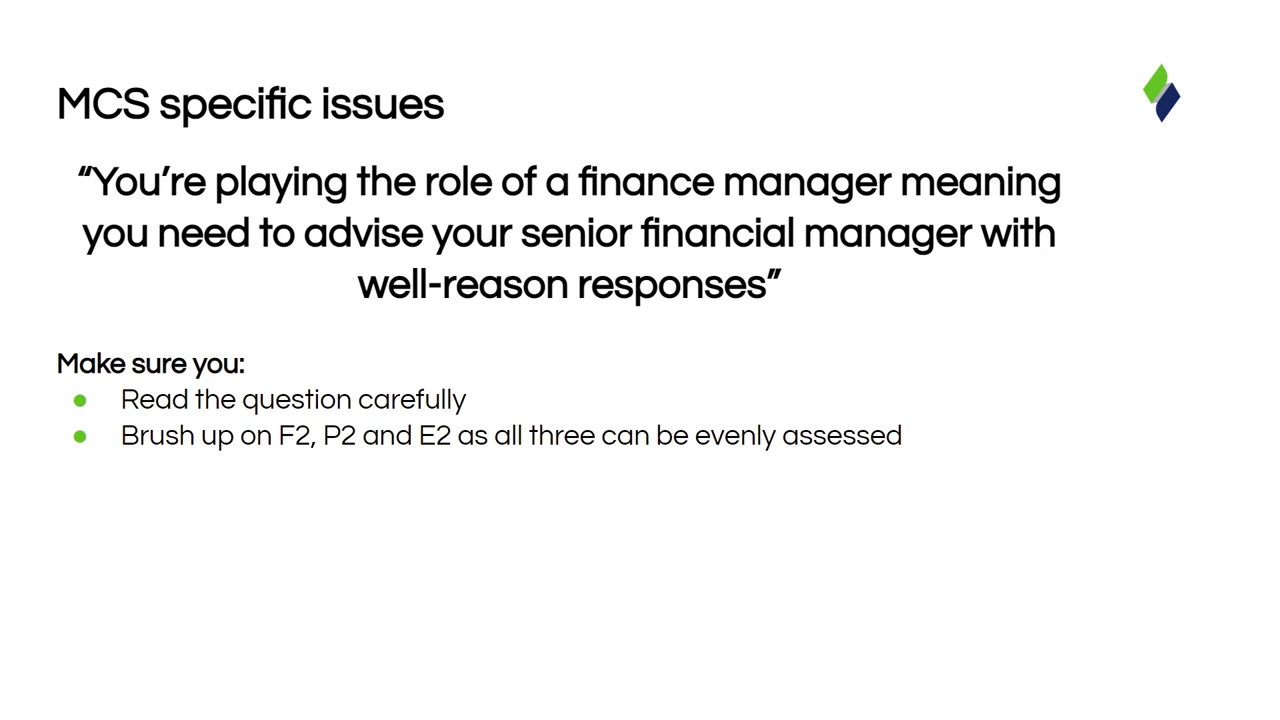 MCS specific issues
“You’re playing the role of a finance manager meaning
you need to advise your senior financial manager with
well-reason responses”
Make sure you:
● Read the question carefully
● Brush up on F2, P2 and E2 as all three can be evenly assessed